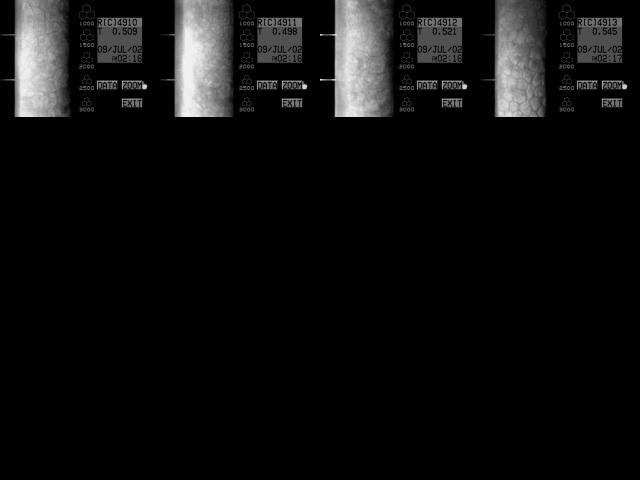 R(C)4910
1000
T 0.509
1500
09/JUL/02
PM02:16
2000
DATA ZOOM
2500
EXIT
3000
R(C)4911
1000
T 0.498
1500
09/JUL/02
PM02:16
2000
DATA ZOOM
2500
EXIT
3000
R(C)4912
1000
T 0.521
1500
09/JUL/02
PM02:16
2000
DATA ZOOM
2500
EXIT
3000
R(C)4913
1000
T 0.545
1500
09/JUL/02
PM02:17
2000
DATA ZOOM
2500
EXIT
3000